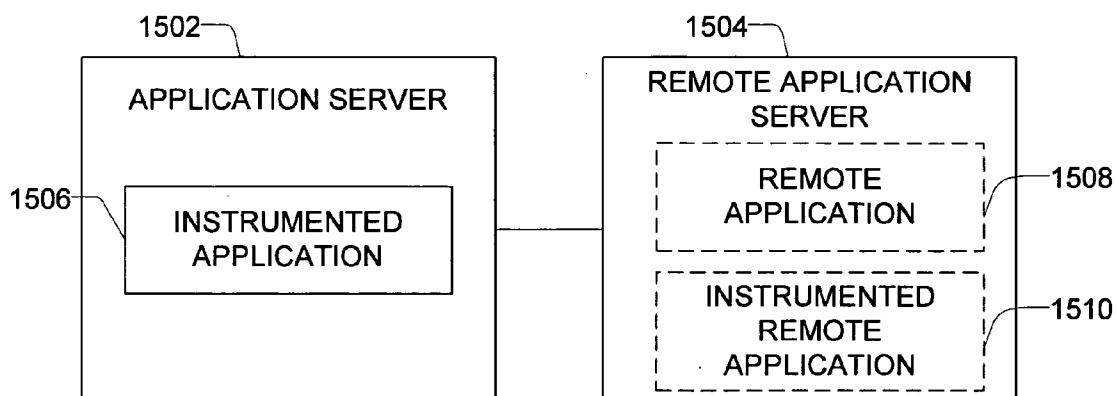 1502
1504
APPLICATION SERVER
REMOTE APPLICATION
SERVER
1506
INSTRUMENTED
APPLICATION
REMOTE
APPLICATION
1508
INSTRUMENTED
REMOTE
APPLICATION
1510